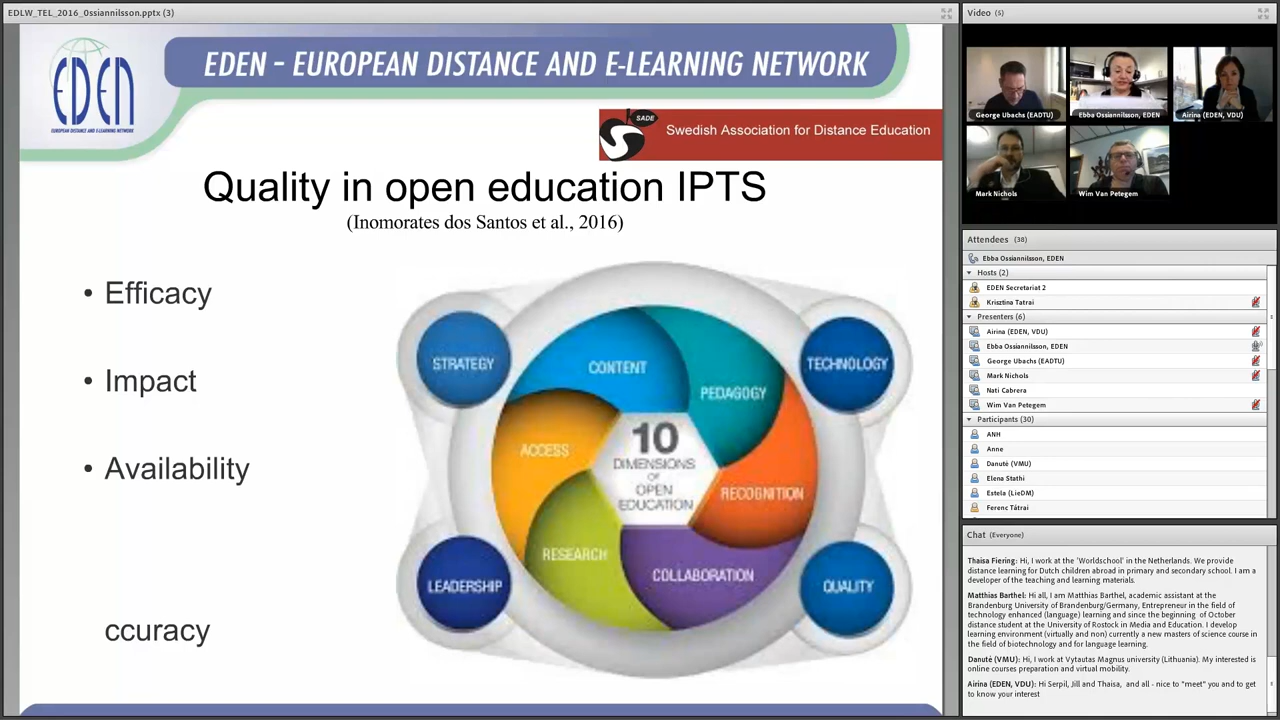 EDLW_TEL_2016_0ssiannilsson.pptx (3)
EDEN
EUROPEAN DISTANCE AND E-LEARNING NETWORK
EDEN – EUROPEAN DISTANCE AND E-LEARNING NETWORK
SADE
Swedish Association for Distance Education
Quality in open education IPTS
(Inomorates dos Santos et al., 2016)
• Efficacy
• Impact
• Availability
ccuracy
STRATEGY
TECHNOLOGY
CONTENT
PEDAGOGY
ACCESS
10
DIMENSIONS
OF
OPEN
EDUCATION
RECOGNITION
RESEARCH
COLLABORATION
LEADERSHIP
QUALITY
Video (5)
George Ubachs (EADTU)
Ebba Ossiannilsson, EDEN
Airina (EDEN, VDU)
Mark Nichols
Wim Van Petegem
Attendees (38)
Ebba Ossiannilsson, EDEN
Hosts (2)
EDEN Secretariat 2
Krisztina Tatrai
Presenters (6)
Airina (EDEN, VDU)
Ebba Ossiannilsson, EDEN
George Ubachs (EADTU)
Mark Nichols
Nati Cabrera
Wim Van Petegem
Participants (30)
ANH
Anne
Danuté (VMU)
Elena Stathi
Estela (LieDM)
Ferenc Tátrai
Chat (Everyone)
Thaisa Fiering: Hi, I work at the 'Worldschool' in the Netherlands. We provide
distance learning for Dutch children abroad in primary and secondary school. I am a
developer of the teaching and learning materials.
Matthias Barthel: Hi all, I am Matthias Barthel, academic assistant at the
Brandenburg University of Brandenburg/Germany, Entrepreneur in the field of
technology enhanced (language) learning and since the beginning of October
distance student at the University of Rostock in Media and Education. I develop
learning environment (virtually and non) currently a new masters of science course in
the field of biotechnology and for language learning.
Danuté (VMU): Hi, I work at Vytautas Magnus university (Lithuania). My interested is
online courses preparation and virtual mobility.
Airina (EDEN, VDU): Hi Serpil, Jill and Thaisa, and all - nice to "meet" you and to get
to know your interest